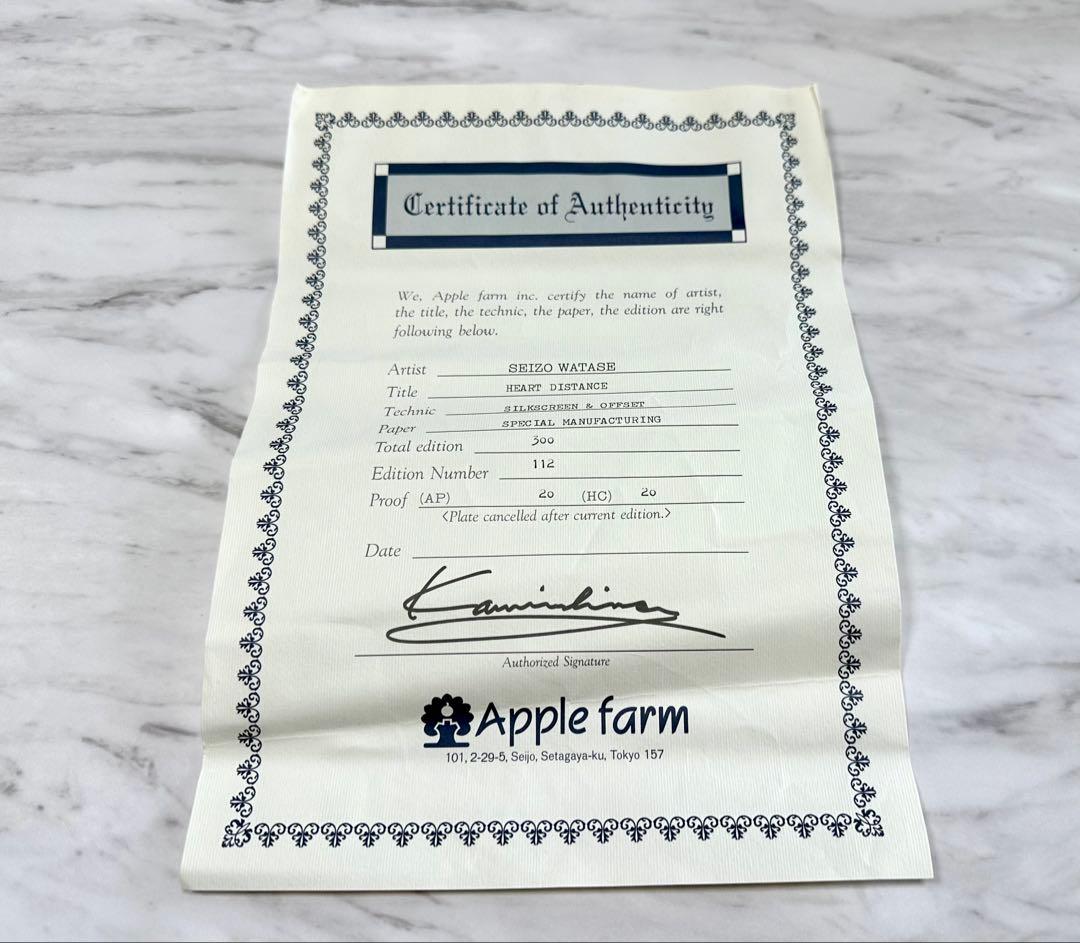 Certificate of Authenticity
We, Apple farm inc. certify the name of artist,
the title, the technic, the paper, the edition are right
following below.
Artist SEIZO WATASE
Title HEART DISTANCE
Technic SILKSCREEN & OFFSET
Paper SPECIAL MANUFACTURING
Total edition 300
Edition Number 112
Proof (AP) 20 (HC) 20
<Plate cancelled after current edition.>
Date
Authorized Signature
Apple farm
101, 2-29-5, Seijo, Setagaya-ku, Tokyo 157